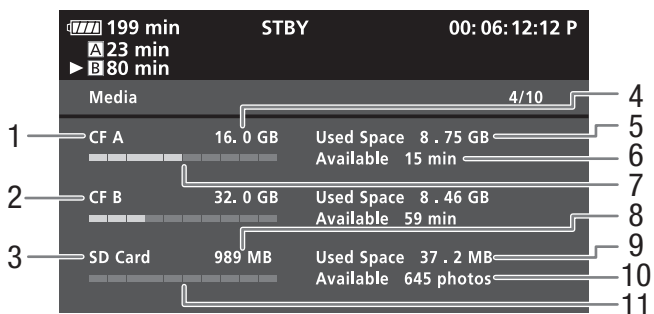 199 min STBY 00: 06: 12:12 P
A 23 min
▶ B 80 min
Media 4/10
4
1 CF A 16. 0 GB Used Space 8 . 75 GB 5
Available 15 min 6
7
2 CF B 32. 0 GB Used Space 8 . 46 GB
Available 59 min
8
3 SD Card 989 MB Used Space 37 . 2 MB 9
Available 645 photos 10
11